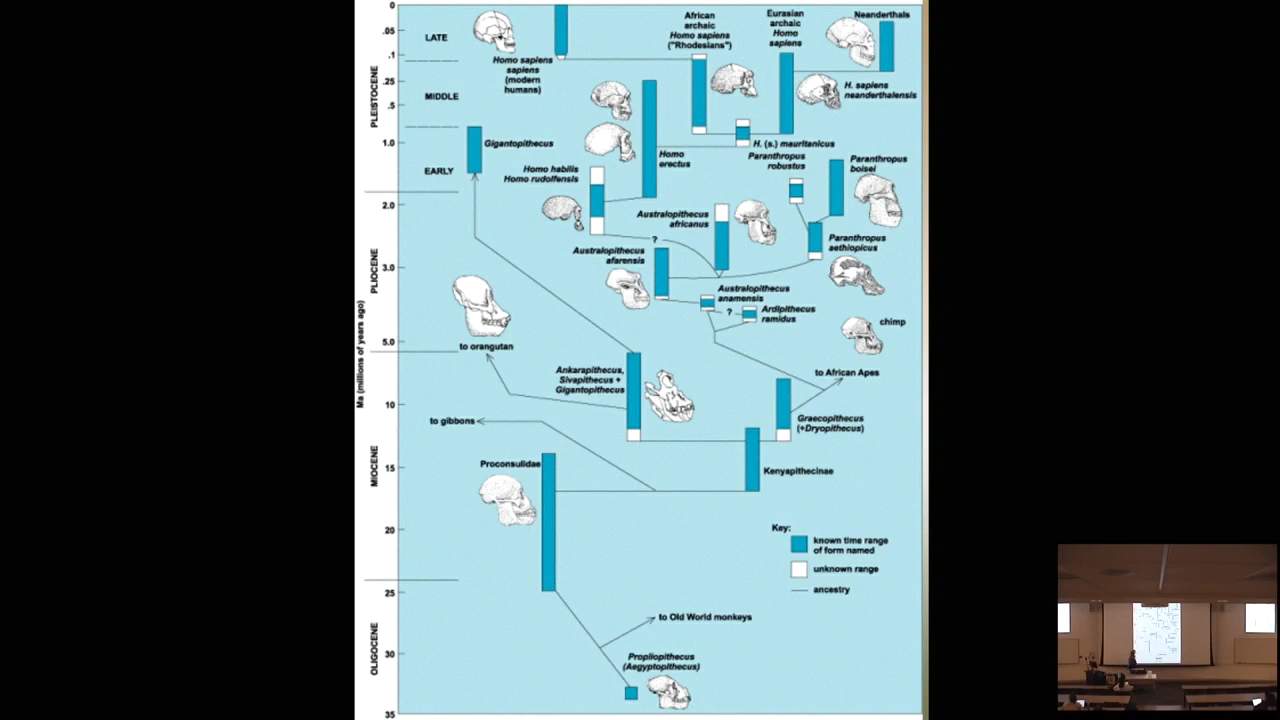 0
.05
.1
.25
.5
1.0
2.0
3.0
5.0
10
15
20
25
30
35
Ma (millions of years ago)
PLEISTOCENE
PLIOCENE
MIOCENE
OLIGOCENE
LATE
MIDDLE
EARLY
Homo sapiens
sapiens
(modern
humans)
African
archaic
Homo sapiens
("Rhodesians")
Eurasian
archaic
Homo
sapiens
Neanderthals
H. sapiens
neanderthalensis
Gigantopithecus
H. (s.) mauritanicus
Homo
erectus
Paranthropus
robustus
Paranthropus
boisei
Homo habilis
Homo rudolfensis
Australopithecus
africanus
?
Australopithecus
afarensis
Paranthropus
aethiopicus
Australopithecus
anamensis
?
Ardipithecus
ramidus
chimp
to orangutan
Ankarapithecus,
Sivapithecus +
Gigantopithecus
to African Apes
to gibbons
Graecopithecus
(+Dryopithecus)
Proconsulidae
Kenyapithecinae
Key:
known time range
of form named
unknown range
ancestry
to Old World monkeys
Propliopithecus
(Aegyptopithecus)